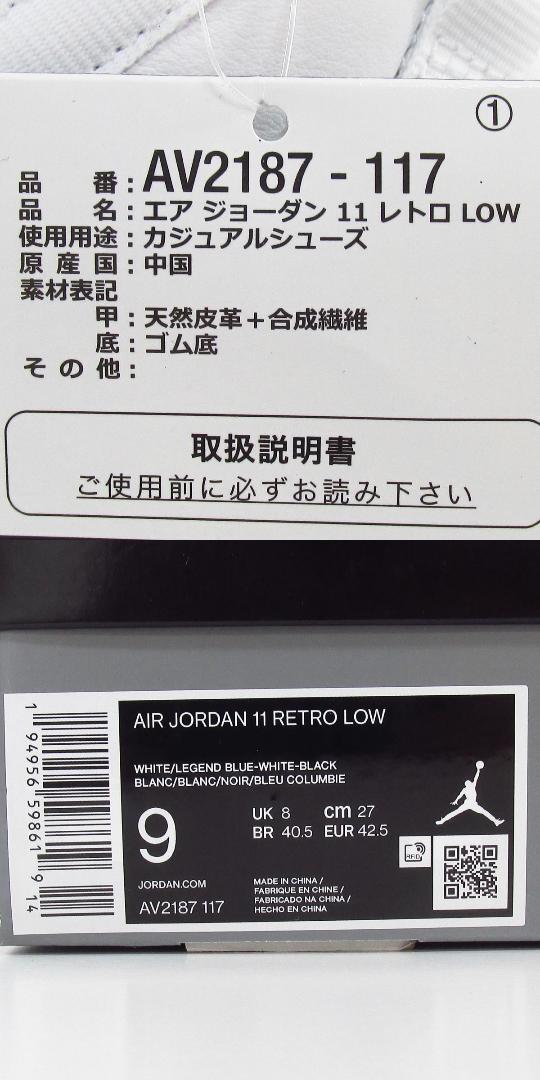 ①
品 番：AV2187 - 117
品 名：エア ジョーダン 11 レトロ LOW
使用用途：カジュアルシューズ
原 産 国：中国
素材表記
甲：天然皮革＋合成繊維
底：ゴム底
そ の 他：
取扱説明書
ご使用前に必ずお読み下さい
AIR JORDAN 11 RETRO LOW
WHITE/LEGEND BLUE-WHITE-BLACK
BLANC/BLANC/NOIR/BLEU COLUMBIE
9
UK 8 cm 27
BR 40.5 EUR 42.5
RFID
JORDAN.COM
AV2187 117
MADE IN CHINA /
FABRIQUE EN CHINE /
FABRICADO NA CHINA /
HECHO EN CHINA
1 94956 59861 9 14